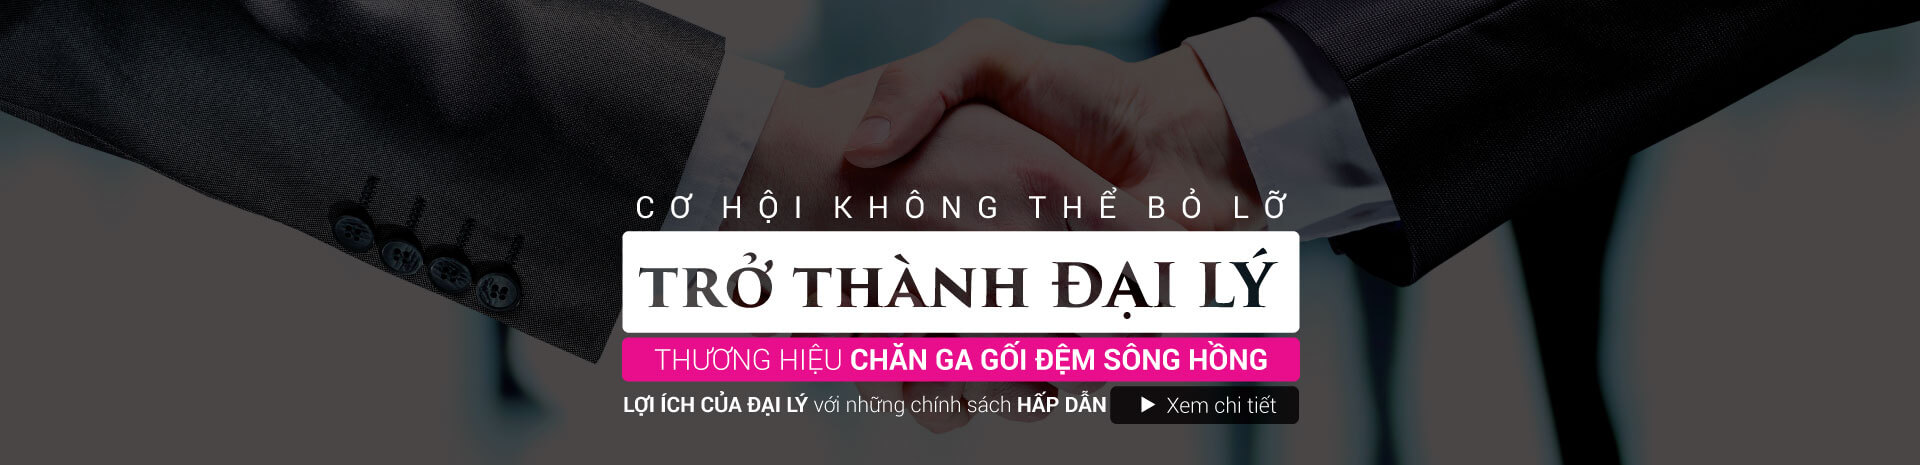 CƠ HỘI KHÔNG THỂ BỎ LỠ
TRỞ THÀNH ĐẠI LÝ
THƯƠNG HIỆU CHĂN GA GỐI ĐỆM SÔNG HỒNG
LỢI ÍCH CỦA ĐẠI LÝ với những chính sách HẤP DẪN ▶ Xem chi tiết